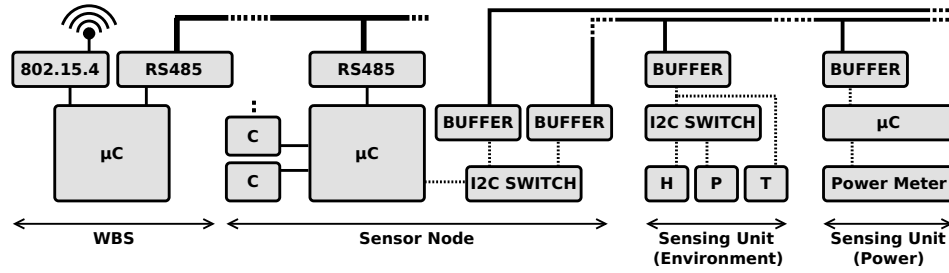 802.15.4
RS485
RS485
BUFFER
BUFFER
C
µC
µC
BUFFER
BUFFER
I2C SWITCH
µC
C
I2C SWITCH
H
P
T
Power Meter
WBS
Sensor Node
Sensing Unit
(Environment)
Sensing Unit
(Power)